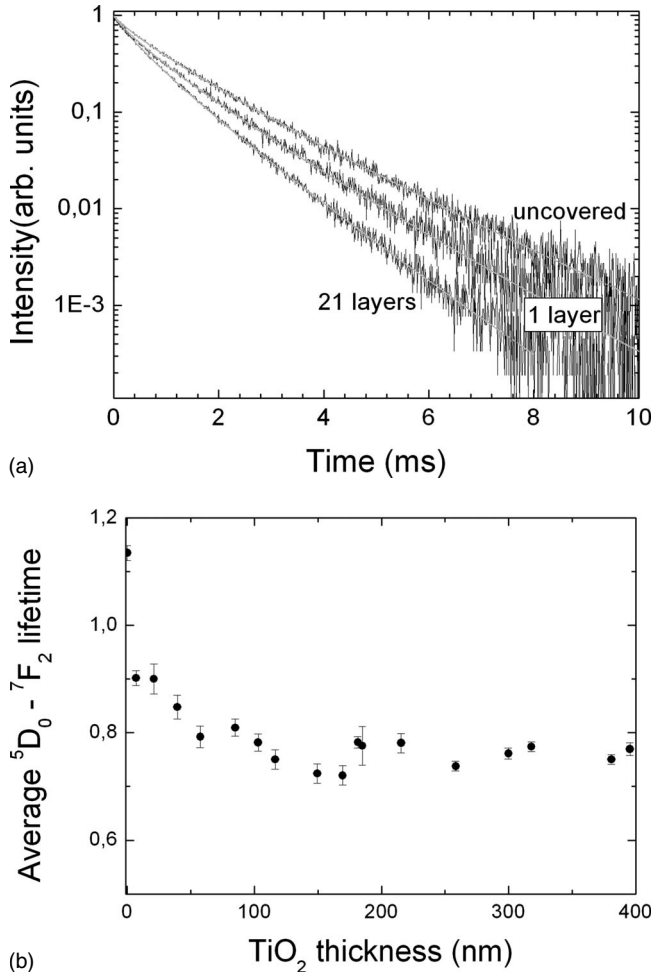 1
0,1
0,01
1E-3
Intensity(arb. units)
uncovered
21 layers
1 layer
0 2 4 6 8 10
Time (ms)
(a)
1,2
1,0
0,8
0,6
Average ⁵D₀ - ⁷F₂ lifetime
0 100 200 300 400
TiO₂ thickness (nm)
(b)